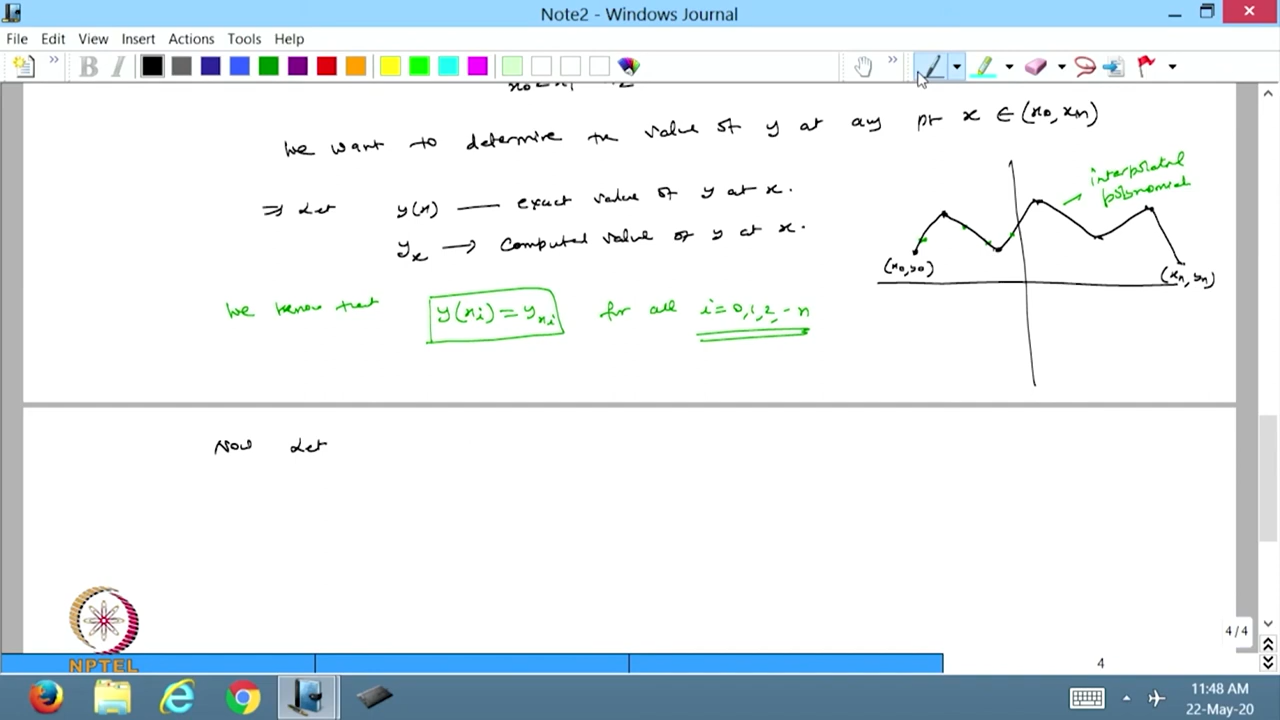 Note2 - Windows Journal
File Edit View Insert Actions Tools Help
We want to determine the value of y at any pt x ∈ (x0, xn)
⇒ Let y(x) — exact value of y at x.
yx → Computed value of y at x.
interpolated
polynomial
(x0, y0)
(xn, yn)
We know that y(xi) = yxi for all i = 0, 1, 2, - n
Now Let
NPTEL
4 / 4
4
11:48 AM
22-May-20